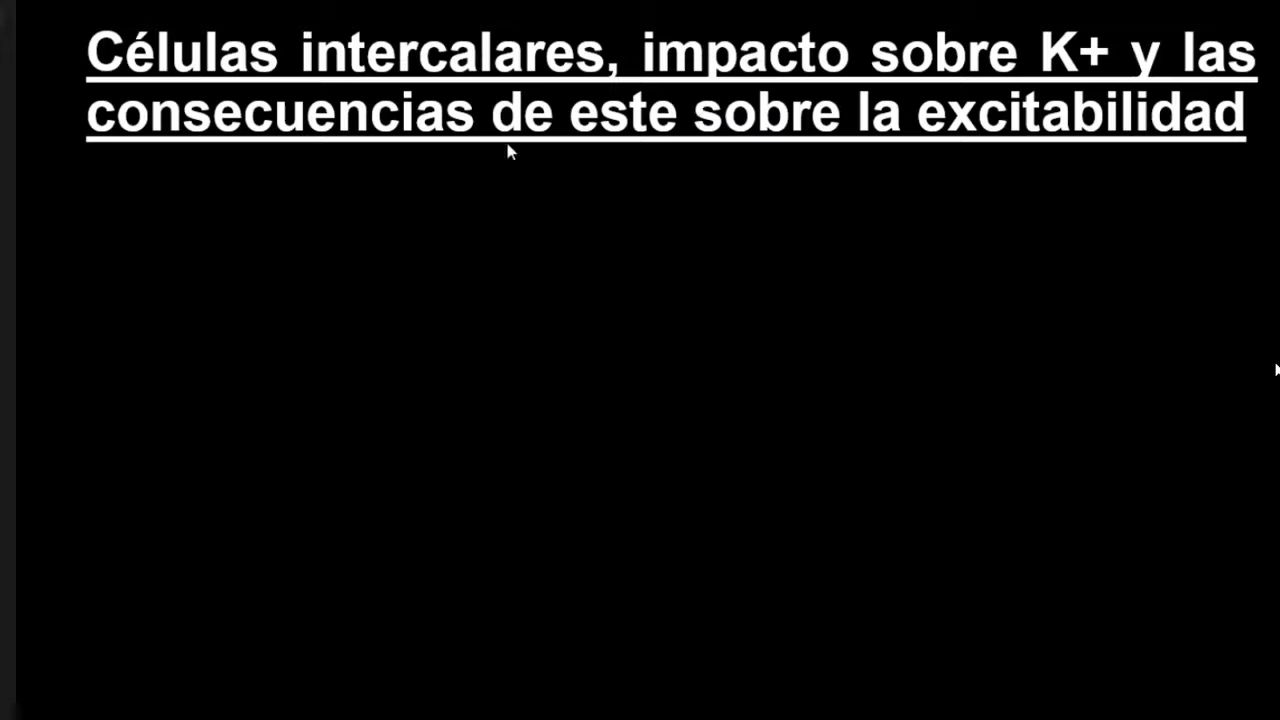 Células intercalares, impacto sobre K+ y las
consecuencias de este sobre la excitabilidad